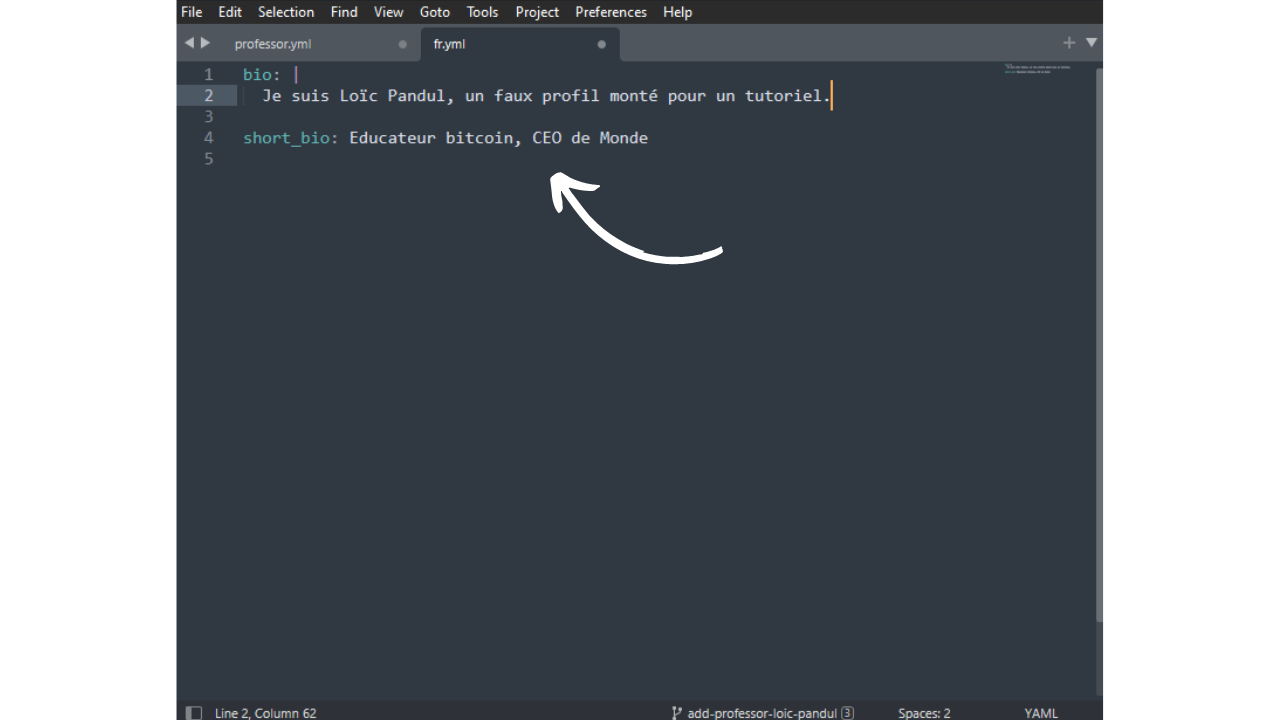 File Edit Selection Find View Goto Tools Project Preferences Help
professor.yml fr.yml
1 bio: |
2 Je suis Loïc Pandul, un faux profil monté pour un tutoriel.
3
4 short_bio: Educateur bitcoin, CEO de Monde
5
Line 2, Column 62 add-professor-loic-pandul 3 Spaces: 2 YAML